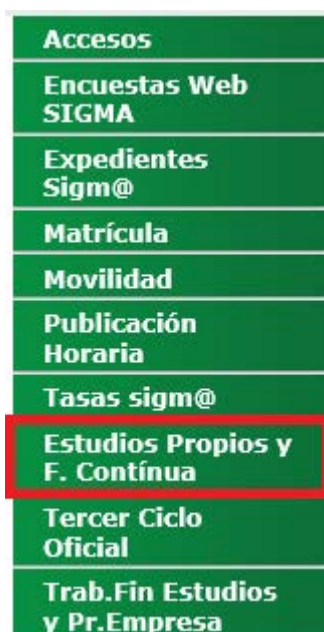 Accesos
Encuestas Web
SIGMA
Expedientes
Sigm@
Matrícula
Movilidad
Publicación
Horaria
Tasas sigm@
Estudios Propios y
F. Contínua
Tercer Ciclo
Oficial
Trab.Fin Estudios
y Pr.Empresa